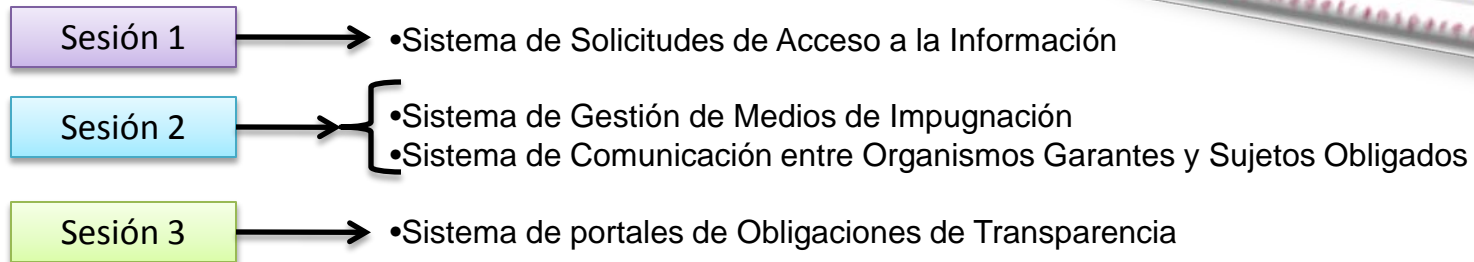 Sesión 1
•Sistema de Solicitudes de Acceso a la Información
Sesión 2
•Sistema de Gestión de Medios de Impugnación
•Sistema de Comunicación entre Organismos Garantes y Sujetos Obligados
Sesión 3
•Sistema de portales de Obligaciones de Transparencia